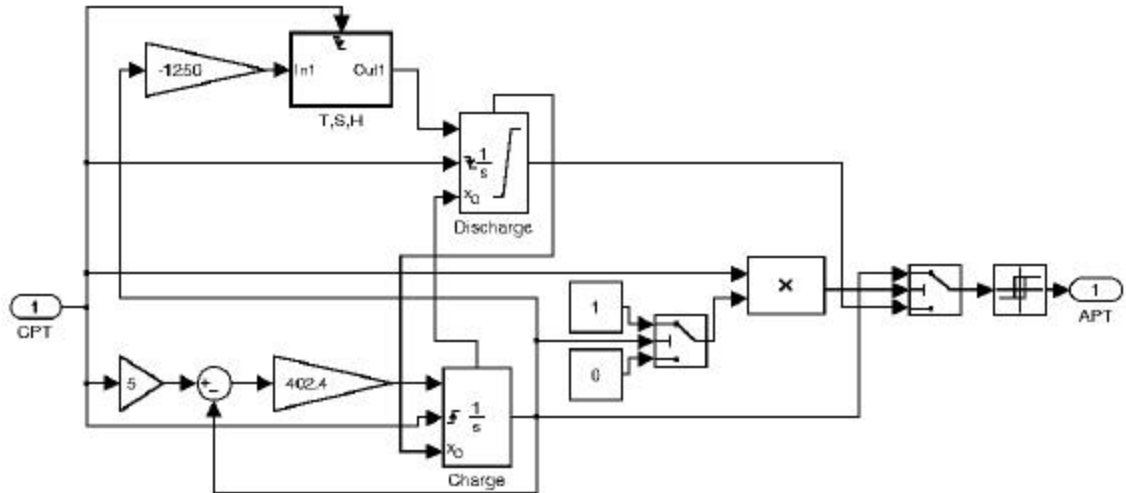 -1250
In1
Out1
T,S,H
1
s
x0
Discharge
1
CPT
5
+
-
402.4
1
s
x0
Charge
1
0
×
1
APT